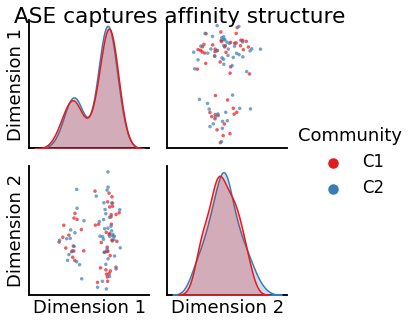 ASE captures affinity structure
Dimension 1
Dimension 2
Dimension 1
Dimension 2
Community
C1
C2